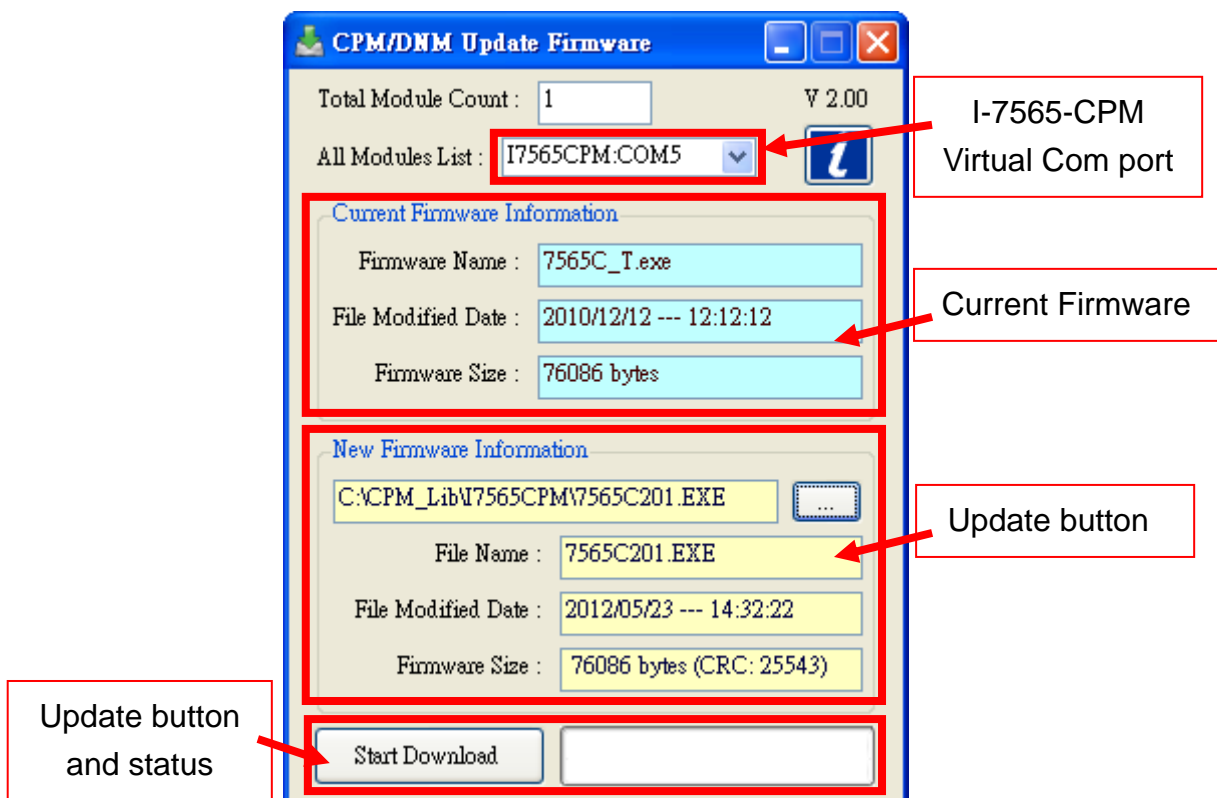 CPM/DNM Update Firmware
Total Module Count : 1 V 2.00
All Modules List : I7565CPM:COM5
I-7565-CPM
Virtual Com port
Current Firmware Information
Firmware Name : 7565C_T.exe
File Modified Date : 2010/12/12 --- 12:12:12
Firmware Size : 76086 bytes
Current Firmware
New Firmware Information
C:\CPM_Lib\I7565CPM\7565C201.EXE ...
File Name : 7565C201.EXE
File Modified Date : 2012/05/23 --- 14:32:22
Firmware Size : 76086 bytes (CRC: 25543)
Update button
Update button
and status
Start Download